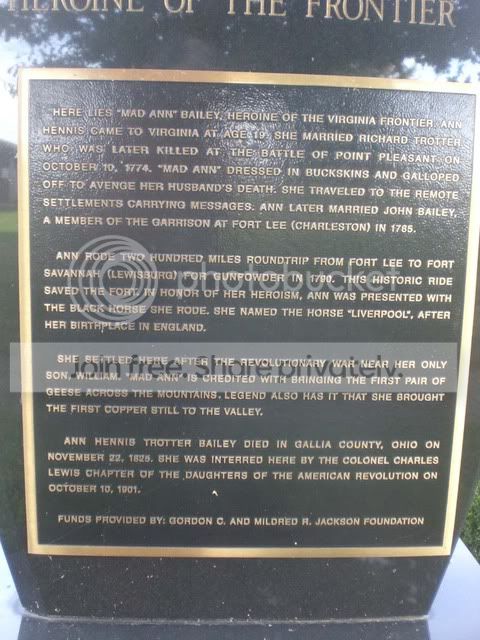 HEROINE OF THE FRONTIER
HERE LIES "MAD ANN" BAILEY, HEROINE OF THE VIRGINIA FRONTIER. ANN
HENNIS CAME TO VIRGINIA AT AGE 19. SHE MARRIED RICHARD TROTTER
WHO WAS LATER KILLED AT THE BATTLE OF POINT PLEASANT ON
OCTOBER 10, 1774. "MAD ANN" DRESSED IN BUCKSKINS AND GALLOPED
OFF TO AVENGE HER HUSBAND'S DEATH. SHE TRAVELED TO THE REMOTE
SETTLEMENTS CARRYING MESSAGES. ANN LATER MARRIED JOHN BAILEY,
A MEMBER OF THE GARRISON AT FORT LEE (CHARLESTON) IN 1785.
ANN RODE TWO HUNDRED MILES ROUNDTRIP FROM FORT LEE TO FORT
SAVANNAH (LEWISBURG) FOR GUNPOWDER IN 1790. THIS HISTORIC RIDE
SAVED THE FORT. IN HONOR OF HER HEROISM, ANN WAS PRESENTED WITH
THE BLACK HORSE SHE RODE. SHE NAMED THE HORSE "LIVERPOOL", AFTER
HER BIRTHPLACE IN ENGLAND.
SHE SETTLED HERE AFTER THE REVOLUTIONARY WAR NEAR HER ONLY
SON, WILLIAM. "MAD ANN" IS CREDITED WITH BRINGING THE FIRST PAIR OF
GEESE ACROSS THE MOUNTAINS. LEGEND ALSO HAS IT THAT SHE BROUGHT
THE FIRST COPPER STILL TO THE VALLEY.
ANN HENNIS TROTTER BAILEY DIED IN GALLIA COUNTY, OHIO ON
NOVEMBER 22, 1825. SHE WAS INTERRED HERE BY THE COLONEL CHARLES
LEWIS CHAPTER OF THE DAUGHTERS OF THE AMERICAN REVOLUTION ON
OCTOBER 10, 1901.
FUNDS PROVIDED BY: GORDON C. AND MILDRED R. JACKSON FOUNDATION
photobucket
Join free. Share privately.